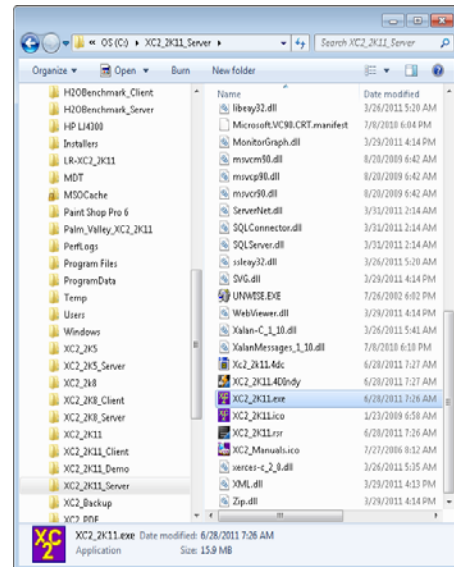 « OS (C:) ▸ XC2_2K11_Server ▸
Search XC2_2K11_Server
Organize Open Burn New folder
H2OBenchmark_Client
H2OBenchmark_Server
HP LJ4300
Installers
LR-XC2_2K11
MDT
MSOCache
Paint Shop Pro 6
Palm_Valley_XC2_2K11
PerfLogs
Program Files
ProgramData
Temp
Users
Windows
XC2_2K5
XC2_2K5_Server
XC2_2k8
XC2_2K8_Client
XC2_2K8_Server
XC2_2K11
XC2_2K11_Client
XC2_2K11_Demo
XC2_2K11_Server
XC2_Backup
XC2_PDF
Name Date modified
libeay32.dll 3/26/2011 5:20 AM
Microsoft.VC90.CRT.manifest 7/8/2010 6:04 PM
MonitorGraph.dll 3/29/2011 4:14 PM
msvcm90.dll 8/20/2009 6:42 AM
msvcp90.dll 8/20/2009 6:42 AM
msvcr90.dll 8/20/2009 6:42 AM
ServerNet.dll 3/31/2011 2:14 AM
SQLConnector.dll 3/31/2011 2:14 AM
SQLServer.dll 3/31/2011 2:14 AM
ssleay32.dll 3/26/2011 5:20 AM
SVG.dll 3/29/2011 4:14 PM
UNWISE.EXE 7/26/2002 6:02 PM
WebViewer.dll 3/29/2011 4:14 PM
Xalan-C_1_10.dll 3/26/2011 5:41 AM
XalanMessages_1_10.dll 7/8/2010 6:10 PM
Xc2_2k11.4dc 6/28/2011 7:27 AM
XC2_2K11.4DIndy 6/28/2011 7:27 AM
XC2_2K11.exe 6/28/2011 7:26 AM
XC2_2K11.ico 1/23/2009 6:58 AM
XC2_2K11.rsr 6/28/2011 7:26 AM
XC2_Manuals.ico 7/27/2006 8:12 AM
xerces-c_2_8.dll 3/26/2011 5:35 AM
XML.dll 3/29/2011 4:13 PM
Zip.dll 3/29/2011 4:14 PM
XC2
XC2_2K11.exe Date modified: 6/28/2011 7:26 AM
Application Size: 15.9 MB